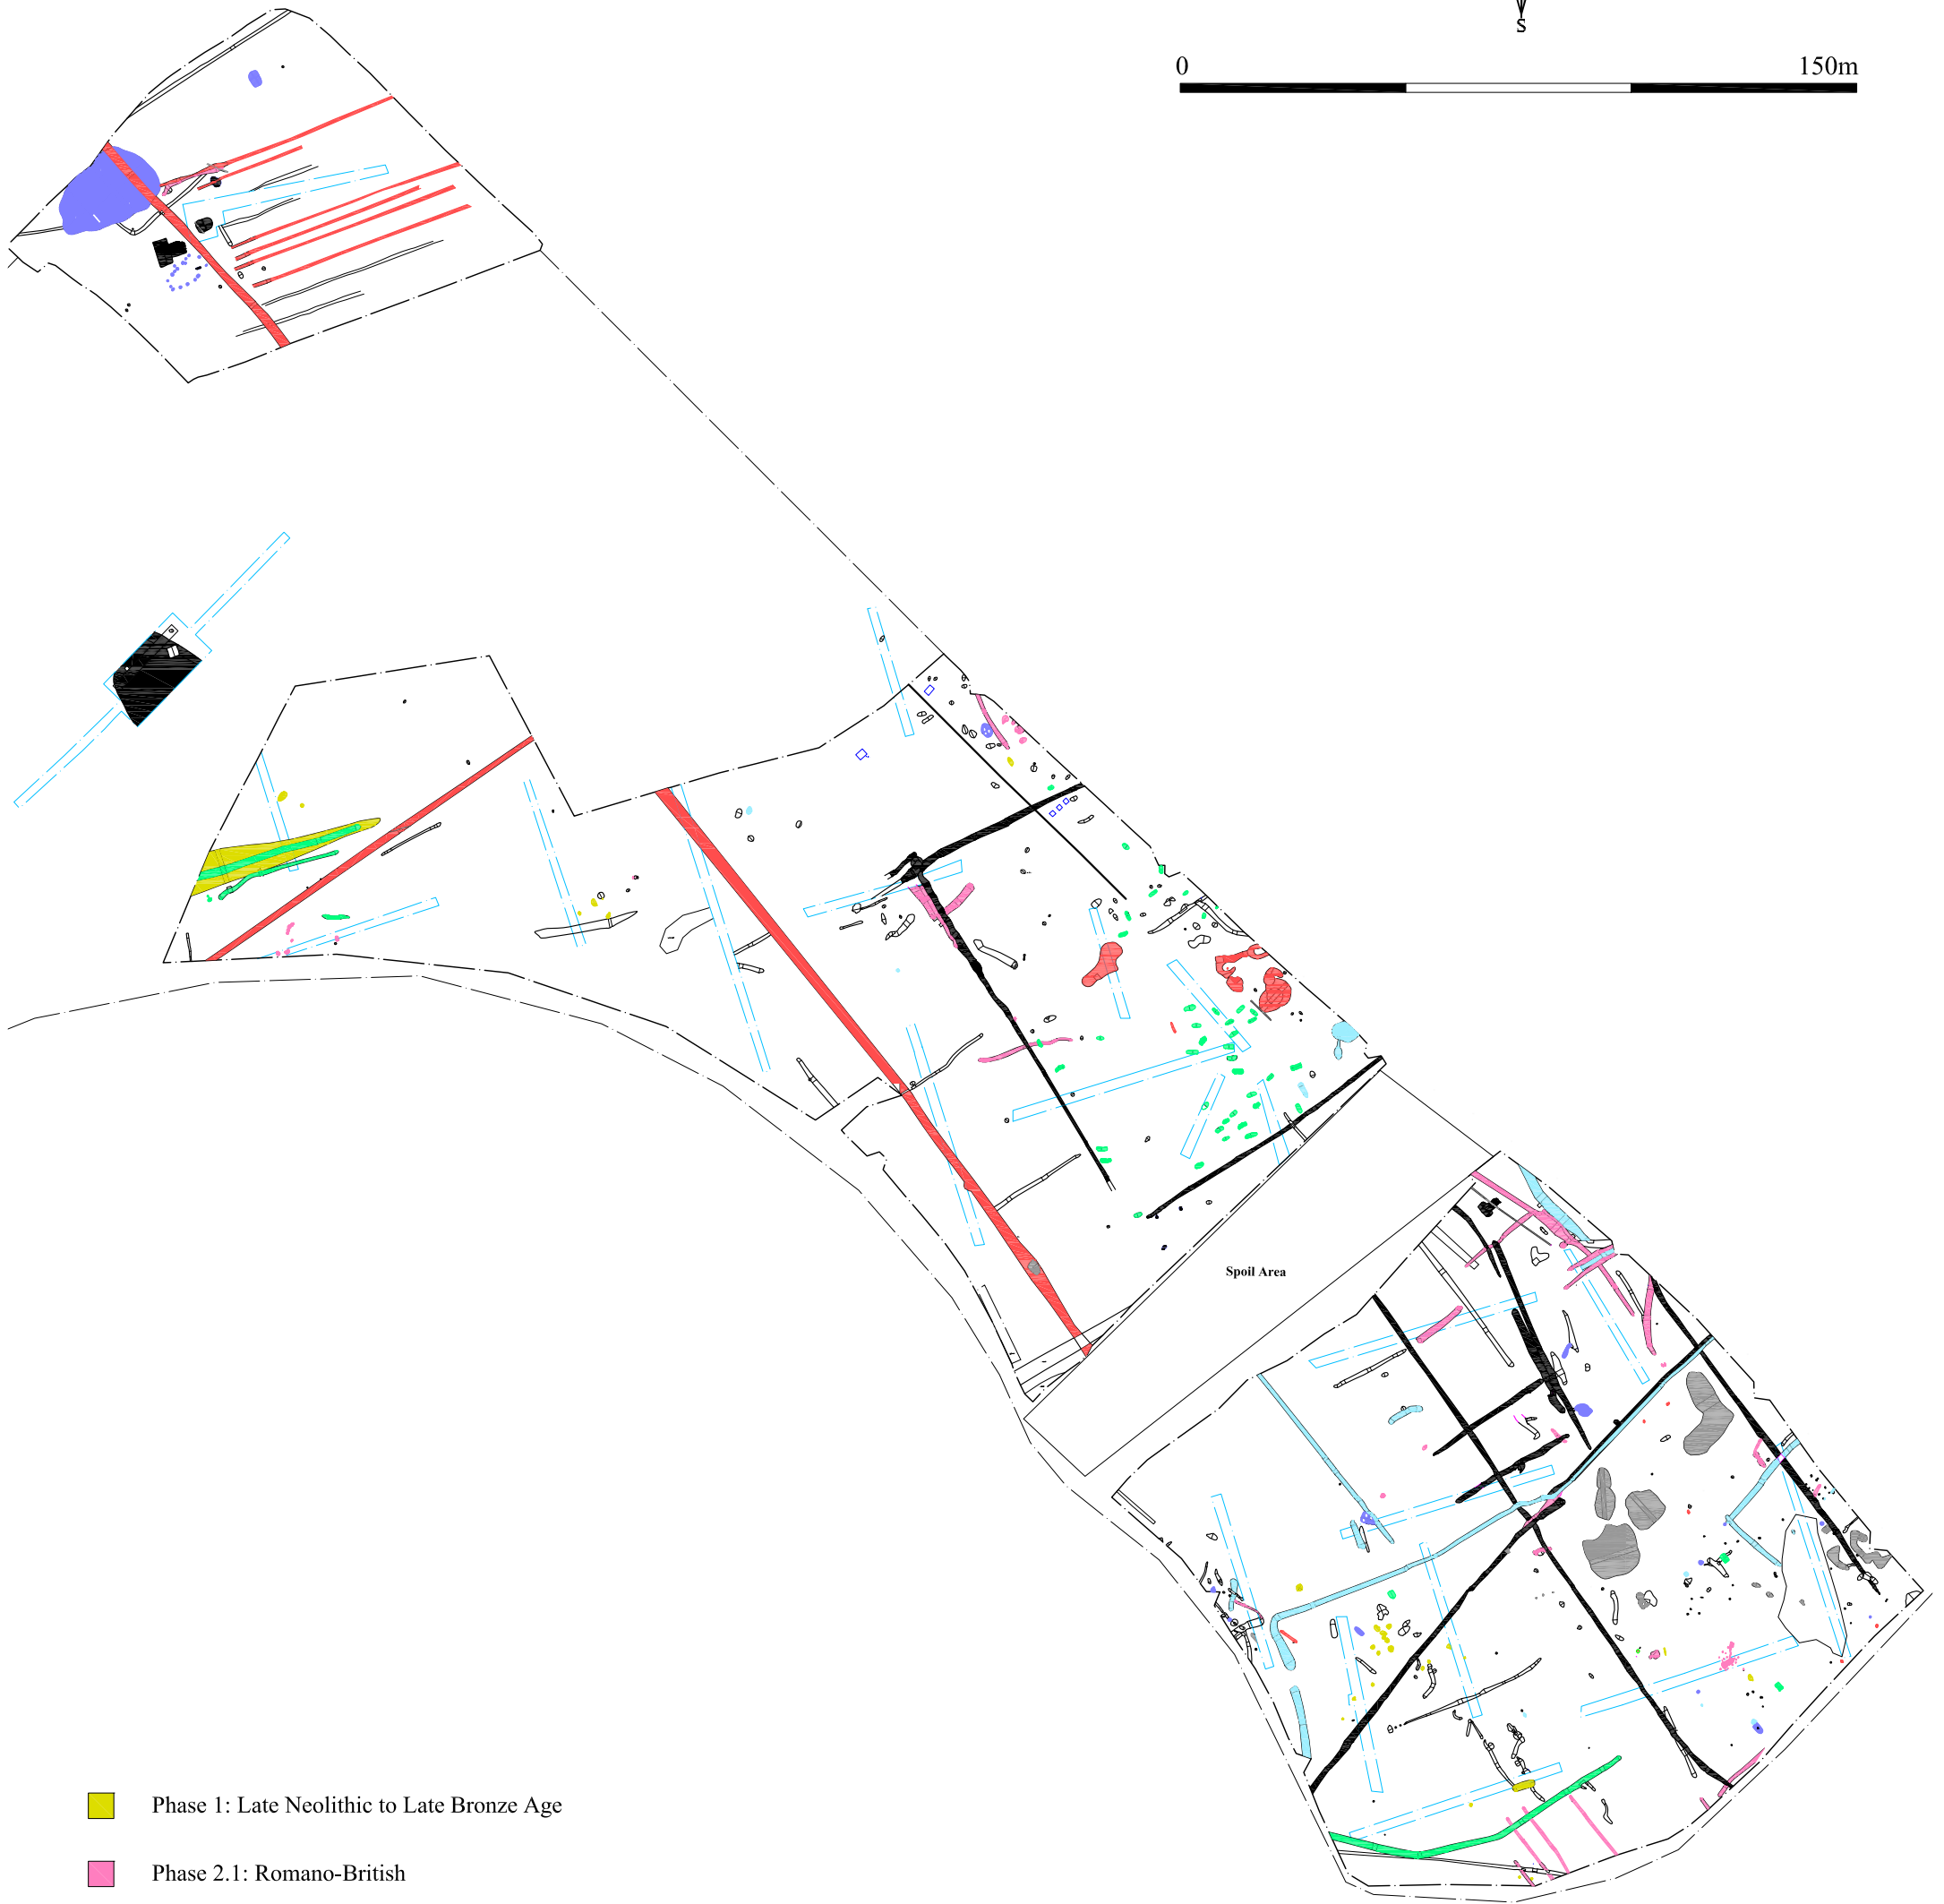 S
0 150m
Spoil Area
Phase 1: Late Neolithic to Late Bronze Age
Phase 2.1: Romano-British